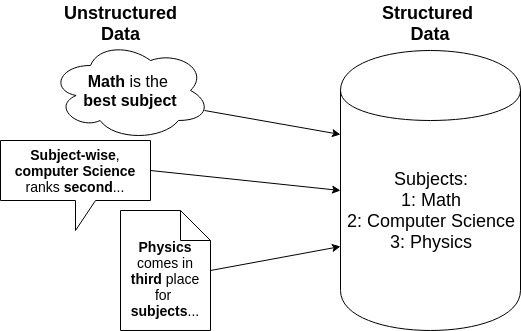 Unstructured
Data
Math is the
best subject
Subject-wise,
computer Science
ranks second...
Physics
comes in
third place
for
subjects...
Structured
Data
Subjects:
1: Math
2: Computer Science
3: Physics